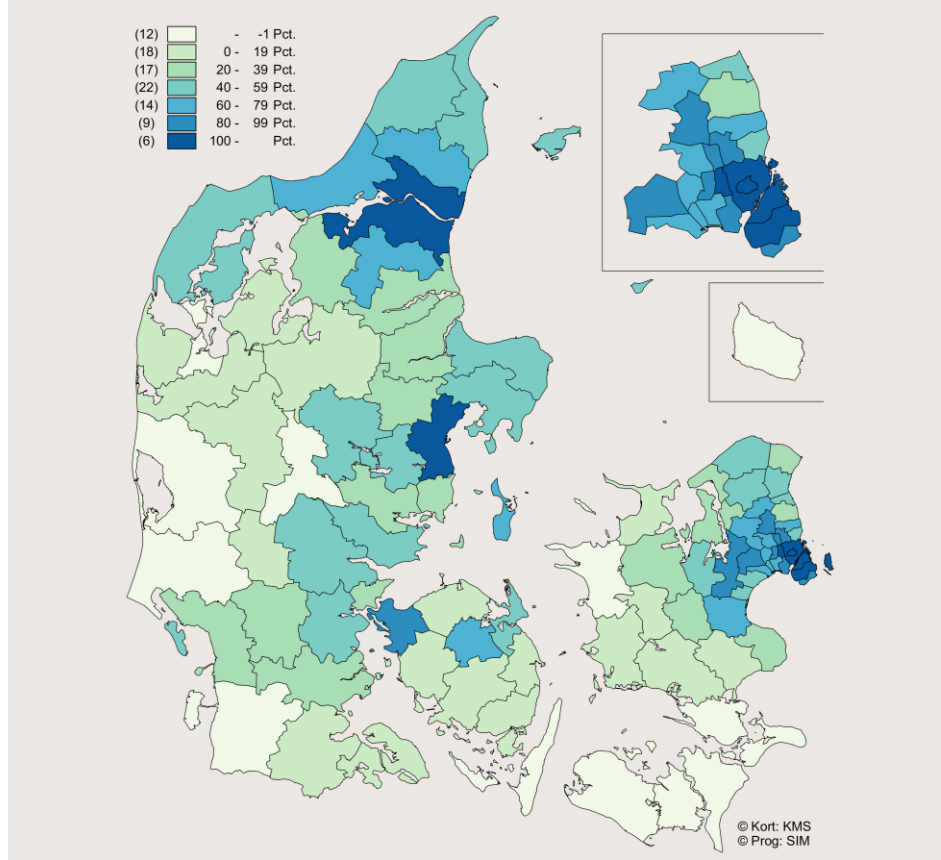 (12) - -1 Pct.
(18) 0 - 19 Pct.
(17) 20 - 39 Pct.
(22) 40 - 59 Pct.
(14) 60 - 79 Pct.
(9) 80 - 99 Pct.
(6) 100 - Pct.
© Kort: KMS
© Prog: SIM